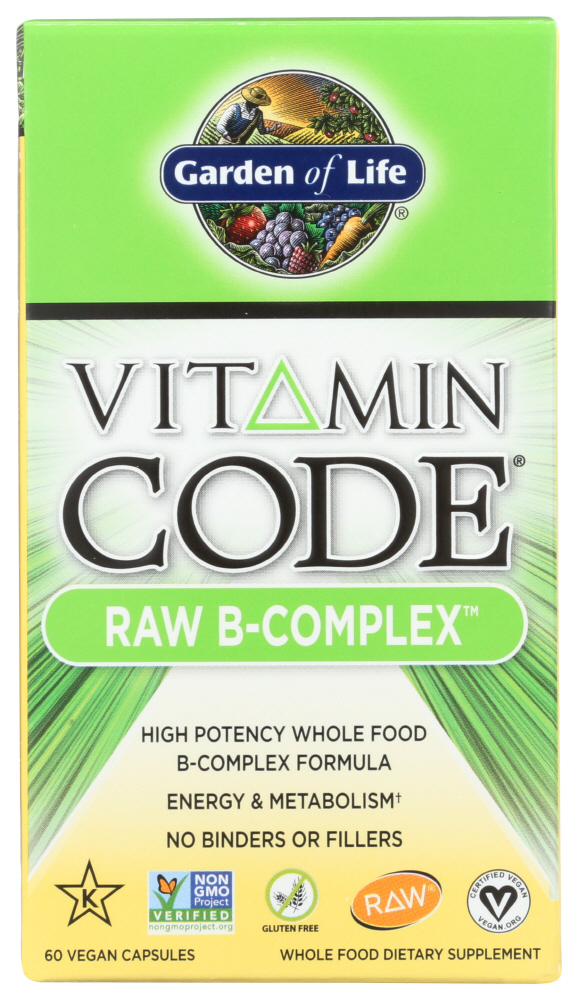 Garden of Life®
VITAMIN
CODE®
RAW B-COMPLEX™
HIGH POTENCY WHOLE FOOD
B-COMPLEX FORMULA
ENERGY & METABOLISM†
NO BINDERS OR FILLERS
K
NON
GMO
Project
VERIFIED
nongmoproject.org
GLUTEN FREE
RAW®
CERTIFIED VEGAN
V
VEGAN.ORG
60 VEGAN CAPSULES
WHOLE FOOD DIETARY SUPPLEMENT